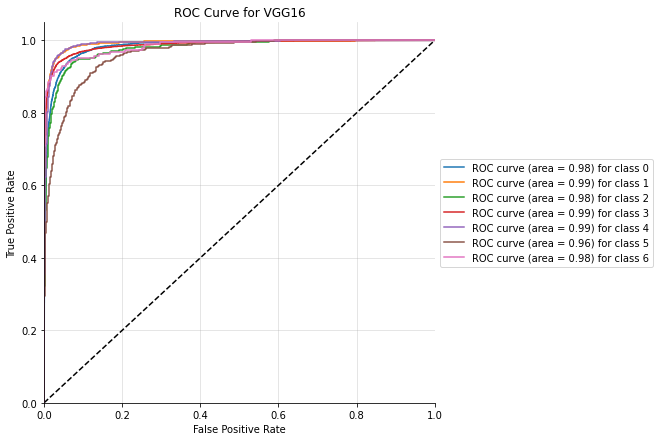 ROC Curve for VGG16
True Positive Rate
1.0
0.8
0.6
0.4
0.2
0.0
0.0 0.2 0.4 0.6 0.8 1.0
False Positive Rate
ROC curve (area = 0.98) for class 0
ROC curve (area = 0.99) for class 1
ROC curve (area = 0.98) for class 2
ROC curve (area = 0.99) for class 3
ROC curve (area = 0.99) for class 4
ROC curve (area = 0.96) for class 5
ROC curve (area = 0.98) for class 6